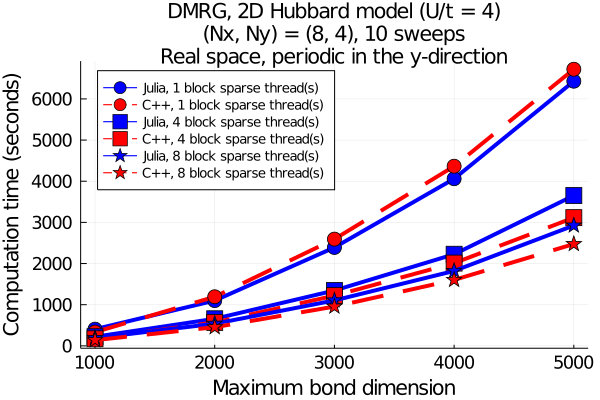 DMRG, 2D Hubbard model (U/t = 4)
(Nx, Ny) = (8, 4), 10 sweeps
Real space, periodic in the y-direction
Julia, 1 block sparse thread(s)
C++, 1 block sparse thread(s)
Julia, 4 block sparse thread(s)
C++, 4 block sparse thread(s)
Julia, 8 block sparse thread(s)
C++, 8 block sparse thread(s)
Computation time (seconds)
6000
5000
4000
3000
2000
1000
0
1000 2000 3000 4000 5000
Maximum bond dimension